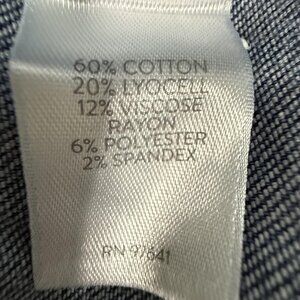 60% COTTON
20% LYOCELL
12% VISCOSE
RAYON
6% POLYESTER
2% SPANDEX
RN 97641